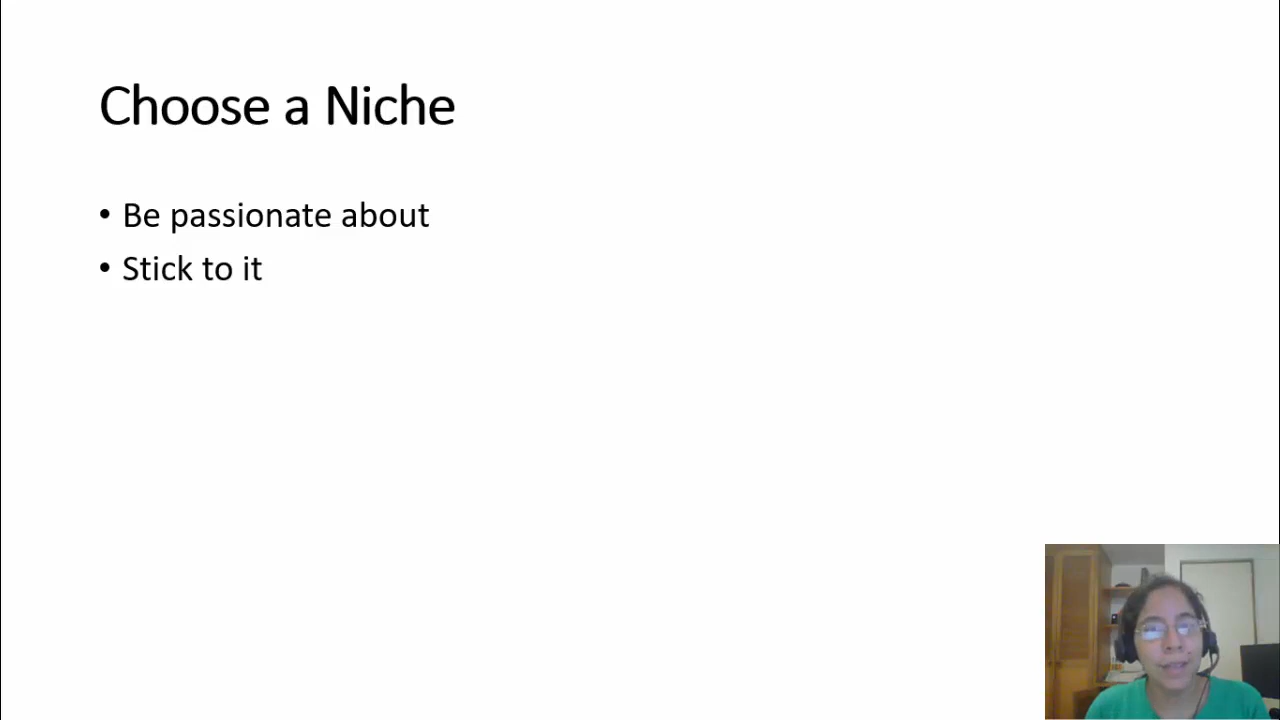 Choose a Niche
• Be passionate about
• Stick to it